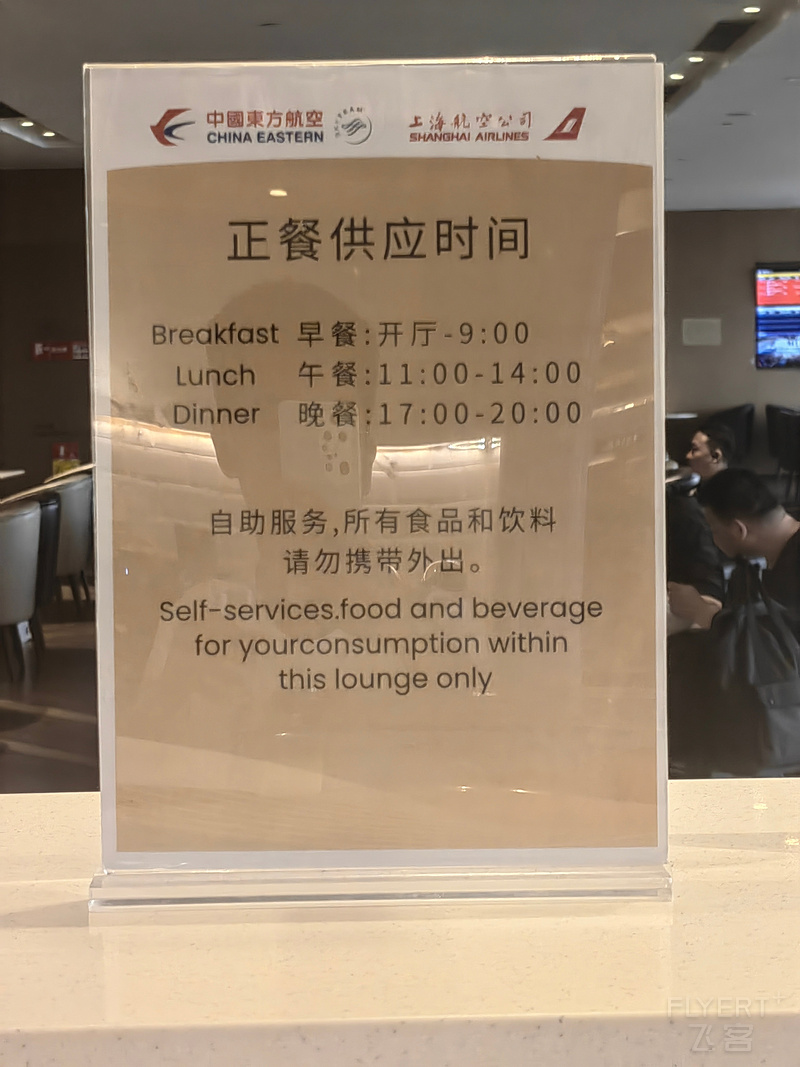 中國東方航空
CHINA EASTERN
SKYTEAM
上海航空公司
SHANGHAI AIRLINES
正餐供应时间
Breakfast 早餐:开厅-9:00
Lunch 午餐:11:00-14:00
Dinner 晚餐:17:00-20:00
自助服务,所有食品和饮料
请勿携带外出。
Self-services.food and beverage
for yourconsumption within
this lounge only
FLYERT
飞客